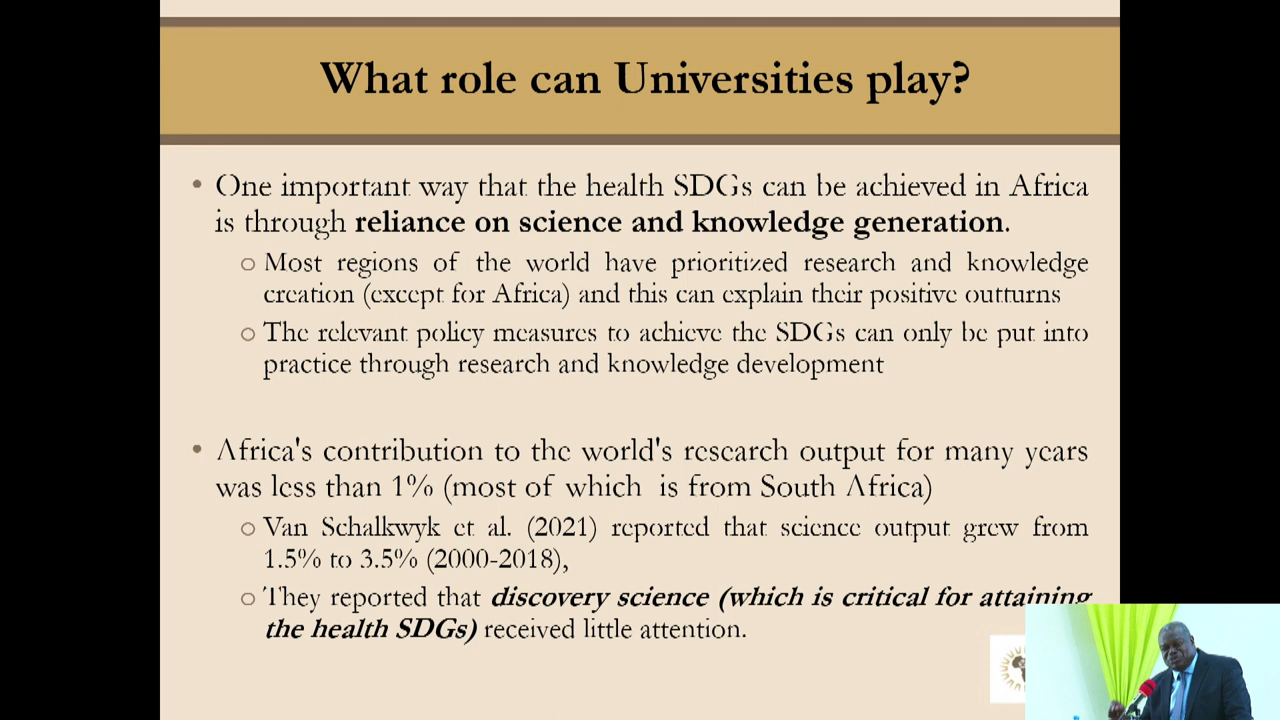 What role can Universities play?
• One important way that the health SDGs can be achieved in Africa
is through reliance on science and knowledge generation.
o Most regions of the world have prioritized research and knowledge
creation (except for Africa) and this can explain their positive outturns
o The relevant policy measures to achieve the SDGs can only be put into
practice through research and knowledge development
• Africa's contribution to the world's research output for many years
was less than 1% (most of which is from South Africa)
o Van Schalkwyk et al. (2021) reported that science output grew from
1.5% to 3.5% (2000-2018),
o They reported that discovery science (which is critical for attaining
the health SDGs) received little attention.